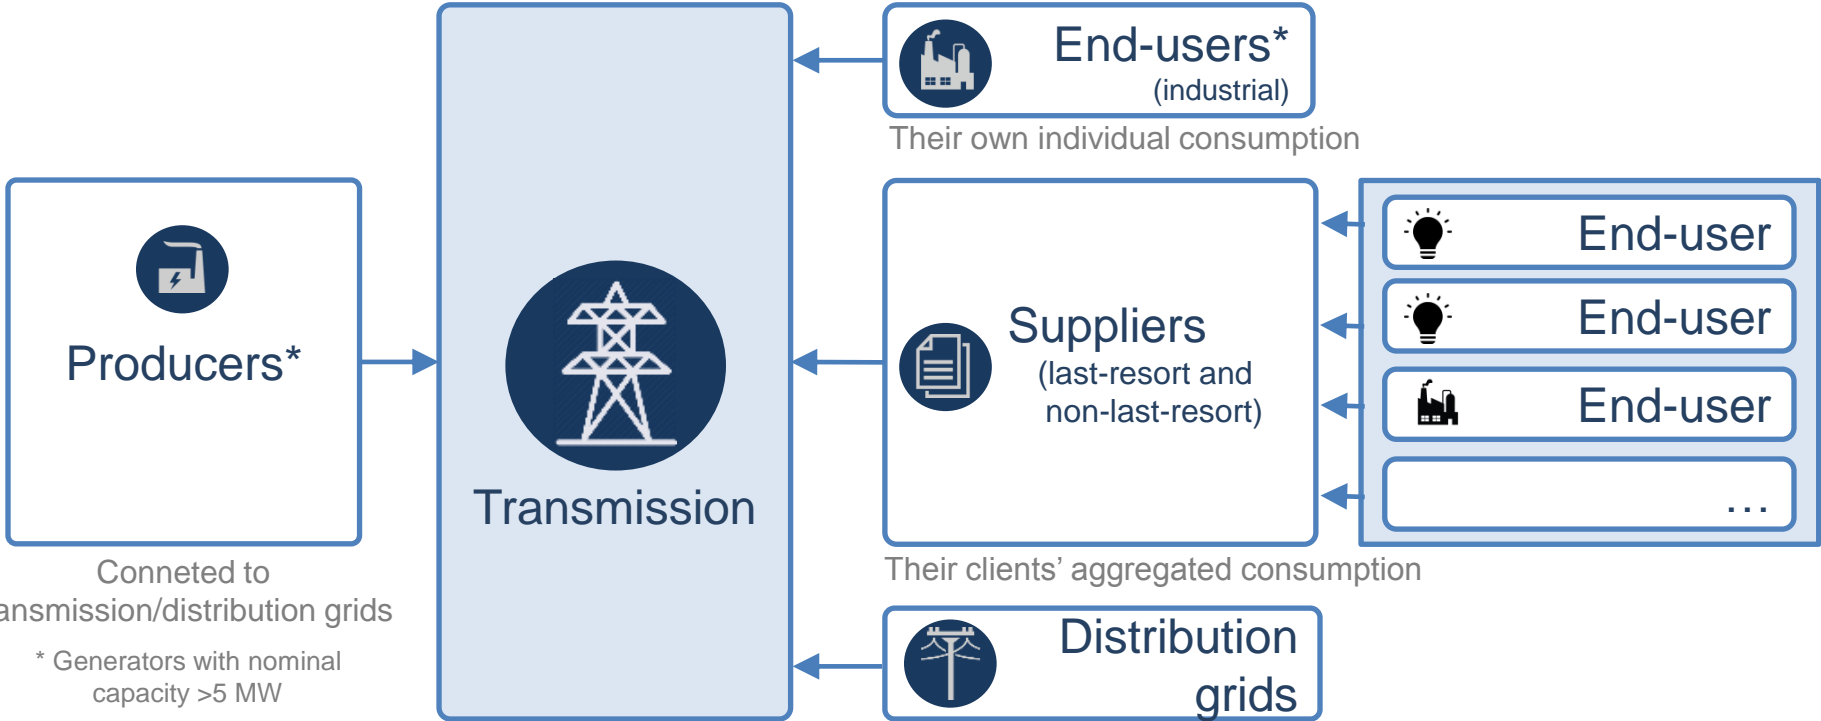 End-users*
(industrial)
Their own individual consumption
Producers*
Conneted to
ansmission/distribution grids
* Generators with nominal
capacity >5 MW
Transmission
Suppliers
(last-resort and
non-last-resort)
Their clients’ aggregated consumption
End-user
End-user
End-user
...
Distribution
grids